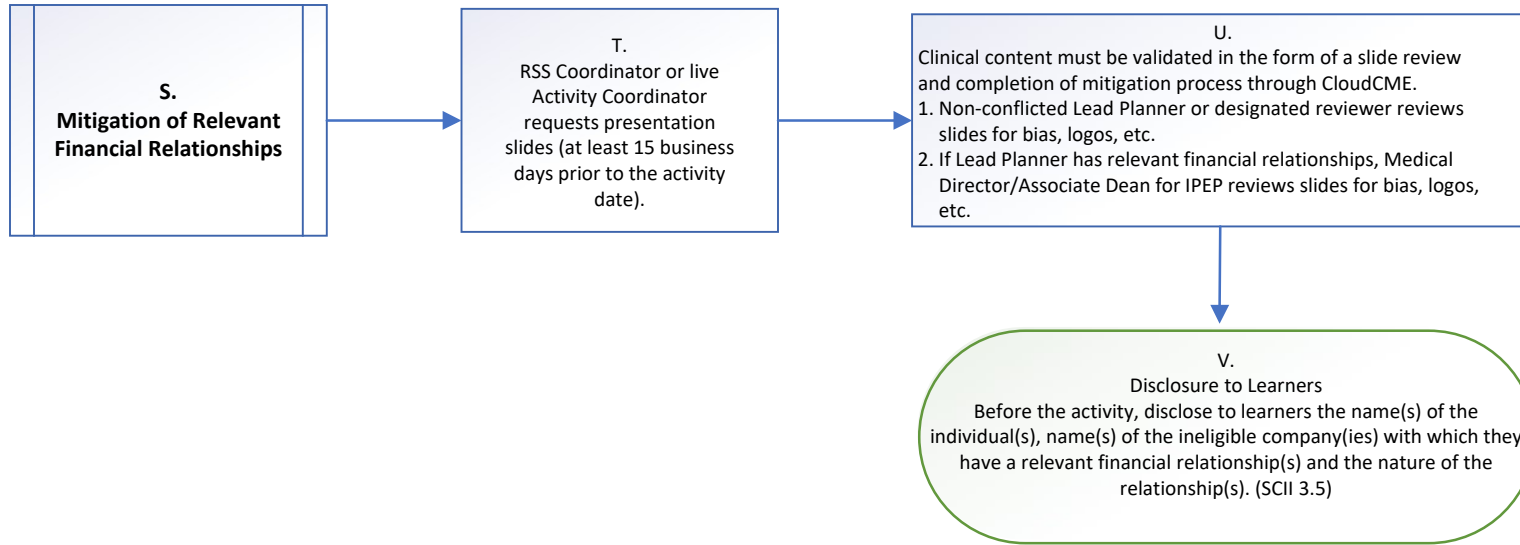 S.
Mitigation of Relevant
Financial Relationships
T.
RSS Coordinator or live
Activity Coordinator
requests presentation
slides (at least 15 business
days prior to the activity
date).
U.
Clinical content must be validated in the form of a slide review
and completion of mitigation process through CloudCME.
1. Non-conflicted Lead Planner or designated reviewer reviews
slides for bias, logos, etc.
2. If Lead Planner has relevant financial relationships, Medical
Director/Associate Dean for IPEP reviews slides for bias, logos,
etc.
V.
Disclosure to Learners
Before the activity, disclose to learners the name(s) of the
individual(s), name(s) of the ineligible company(ies) with which they
have a relevant financial relationship(s) and the nature of the
relationship(s). (SCII 3.5)